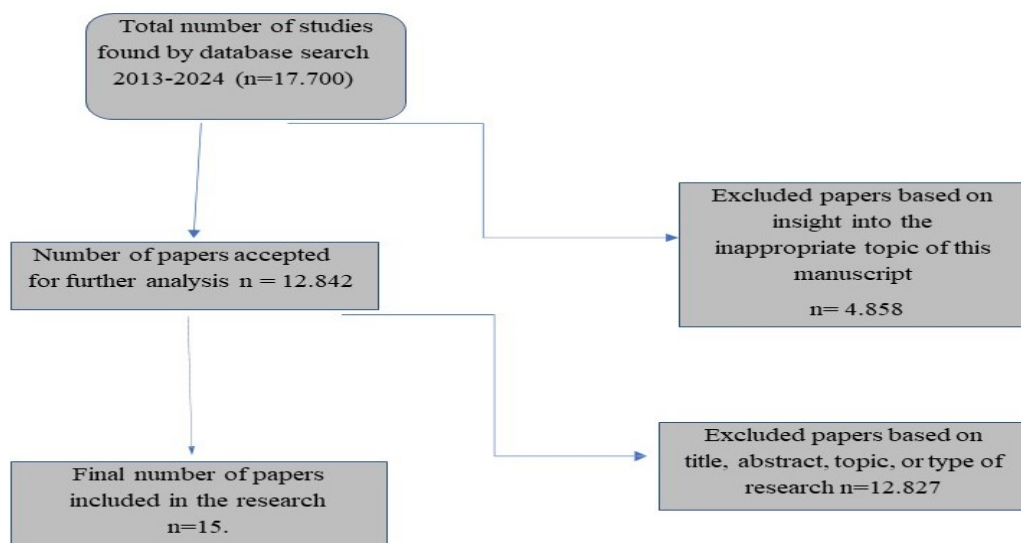 Total number of studies
found by database search
2013-2024 (n=17.700)
Excluded papers based on
insight into the
inappropriate topic of this
manuscript
n= 4.858
Number of papers accepted
for further analysis n = 12.842
Excluded papers based on
title, abstract, topic, or type of
research n=12.827
Final number of papers
included in the research
n=15.